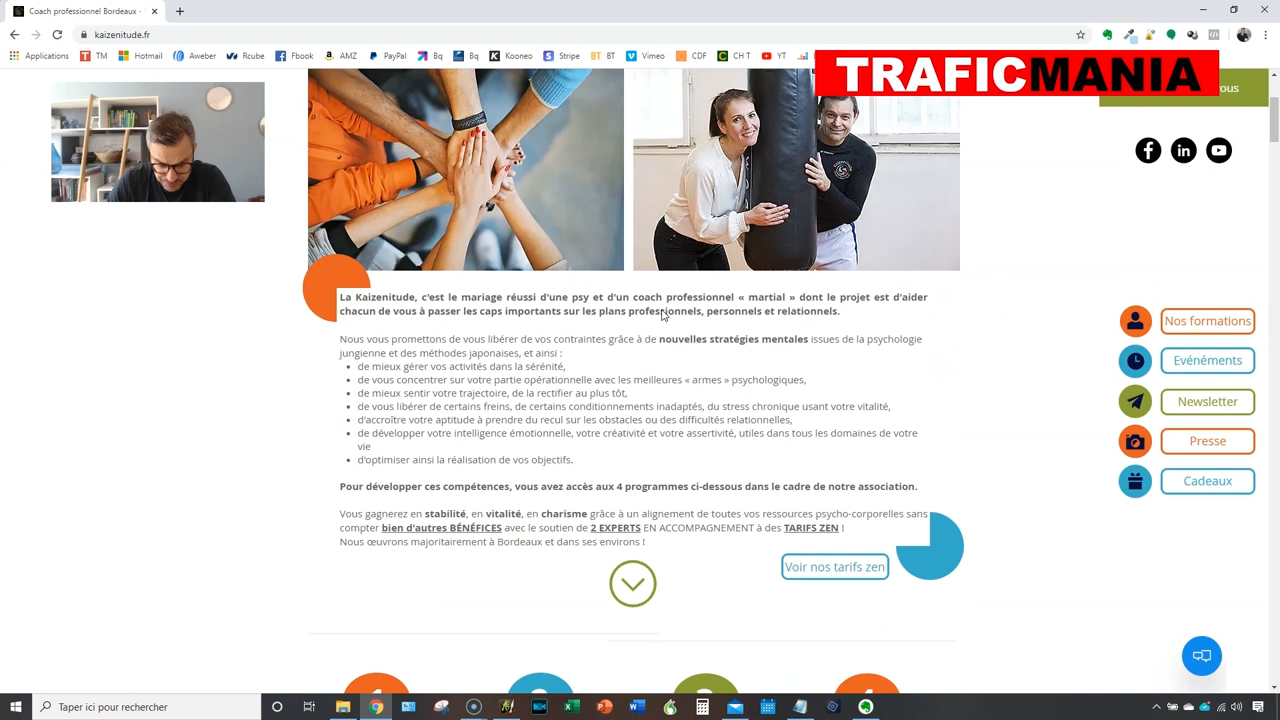 Coach professionnel Bordeaux -
kaizenitude.fr
Applications TM Hotmail Aweber Rcube Fbook AMZ PayPal Bq Bq Kooneo Stripe BT Vimeo CDF CH T YT
TRAFICMANIA
ous
La Kaizenitude, c'est le mariage réussi d'une psy et d'un coach professionnel « martial » dont le projet est d'aider
chacun de vous à passer les caps importants sur les plans professionnels, personnels et relationnels.
Nous vous promettons de vous libérer de vos contraintes grâce à de nouvelles stratégies mentales issues de la psychologie
jungienne et des méthodes japonaises, et ainsi :
• de mieux gérer vos activités dans la sérénité,
• de vous concentrer sur votre partie opérationnelle avec les meilleures « armes » psychologiques,
• de mieux sentir votre trajectoire, de la rectifier au plus tôt,
• de vous libérer de certains freins, de certains conditionnements inadaptés, du stress chronique usant votre vitalité,
• d'accroître votre aptitude à prendre du recul sur les obstacles ou des difficultés relationnelles,
• de développer votre intelligence émotionnelle, votre créativité et votre assertivité, utiles dans tous les domaines de votre
vie
• d'optimiser ainsi la réalisation de vos objectifs.
Pour développer ces compétences, vous avez accès aux 4 programmes ci-dessous dans le cadre de notre association.
Vous gagnerez en stabilité, en vitalité, en charisme grâce à un alignement de toutes vos ressources psycho-corporelles sans
compter bien d'autres BÉNÉFICES avec le soutien de 2 EXPERTS EN ACCOMPAGNEMENT à des TARIFS ZEN !
Nous œuvrons majoritairement à Bordeaux et dans ses environs !
Voir nos tarifs zen
Nos formations
Evénéments
Newsletter
Presse
Cadeaux
Taper ici pour rechercher